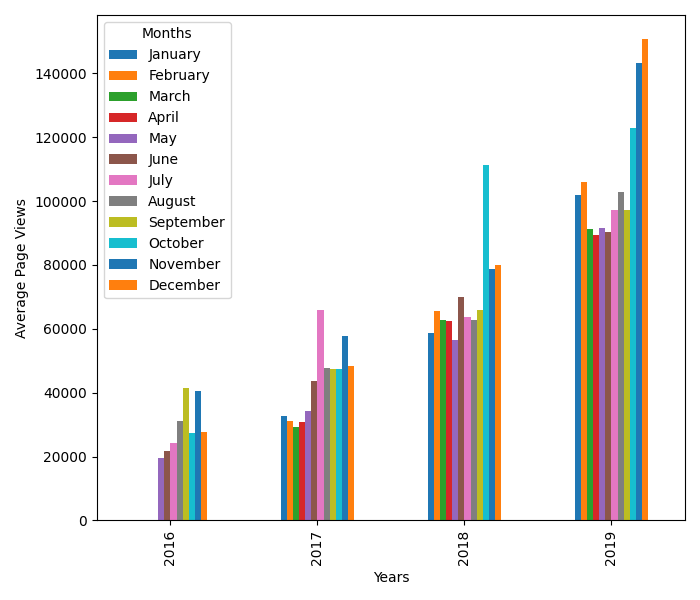 Months
January
February
March
April
May
June
July
August
September
October
November
December
Average Page Views
140000
120000
100000
80000
60000
40000
20000
0
2016
2017
2018
2019
Years